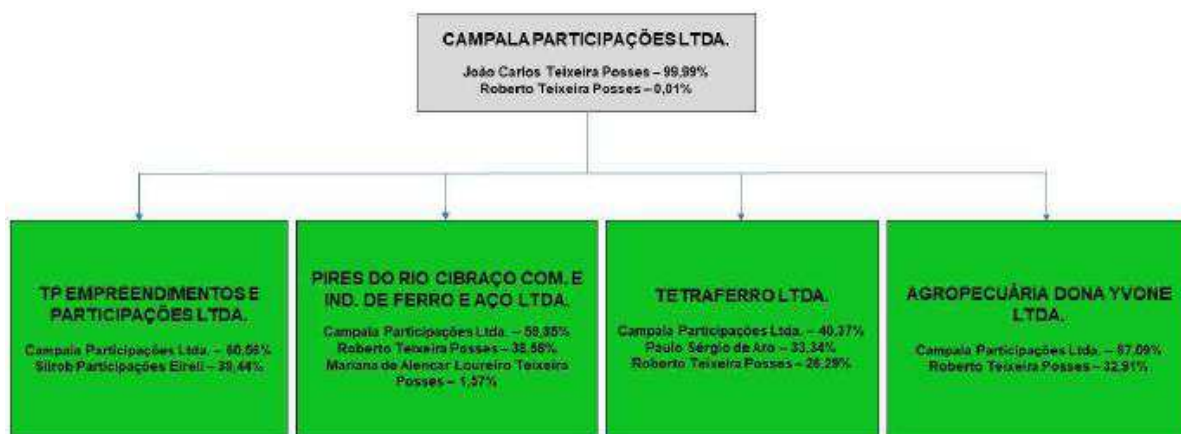 CAMPALA PARTICIPAÇÕES LTDA.
João Carlos Teixeira Posses – 99,99%
Roberto Teixeira Posses – 0,01%
TP EMPREENDIMENTOS E
PARTICIPAÇÕES LTDA.
Campala Participações Ltda. – 60,56%
Silrob Participações Eireli – 39,44%
PIRES DO RIO CIBRAÇO COM. E
IND. DE FERRO E AÇO LTDA.
Campala Participações Ltda. – 59,85%
Roberto Teixeira Posses – 38,58%
Mariana de Alencar Loureiro Teixeira
Posses – 1,57%
TETRAFERRO LTDA.
Campala Participações Ltda. – 40,37%
Paulo Sérgio de Aro – 33,34%
Roberto Teixeira Posses – 26,29%
AGROPECUÁRIA DONA YVONE
LTDA.
Campala Participações Ltda. – 67,09%
Roberto Teixeira Posses – 32,91%